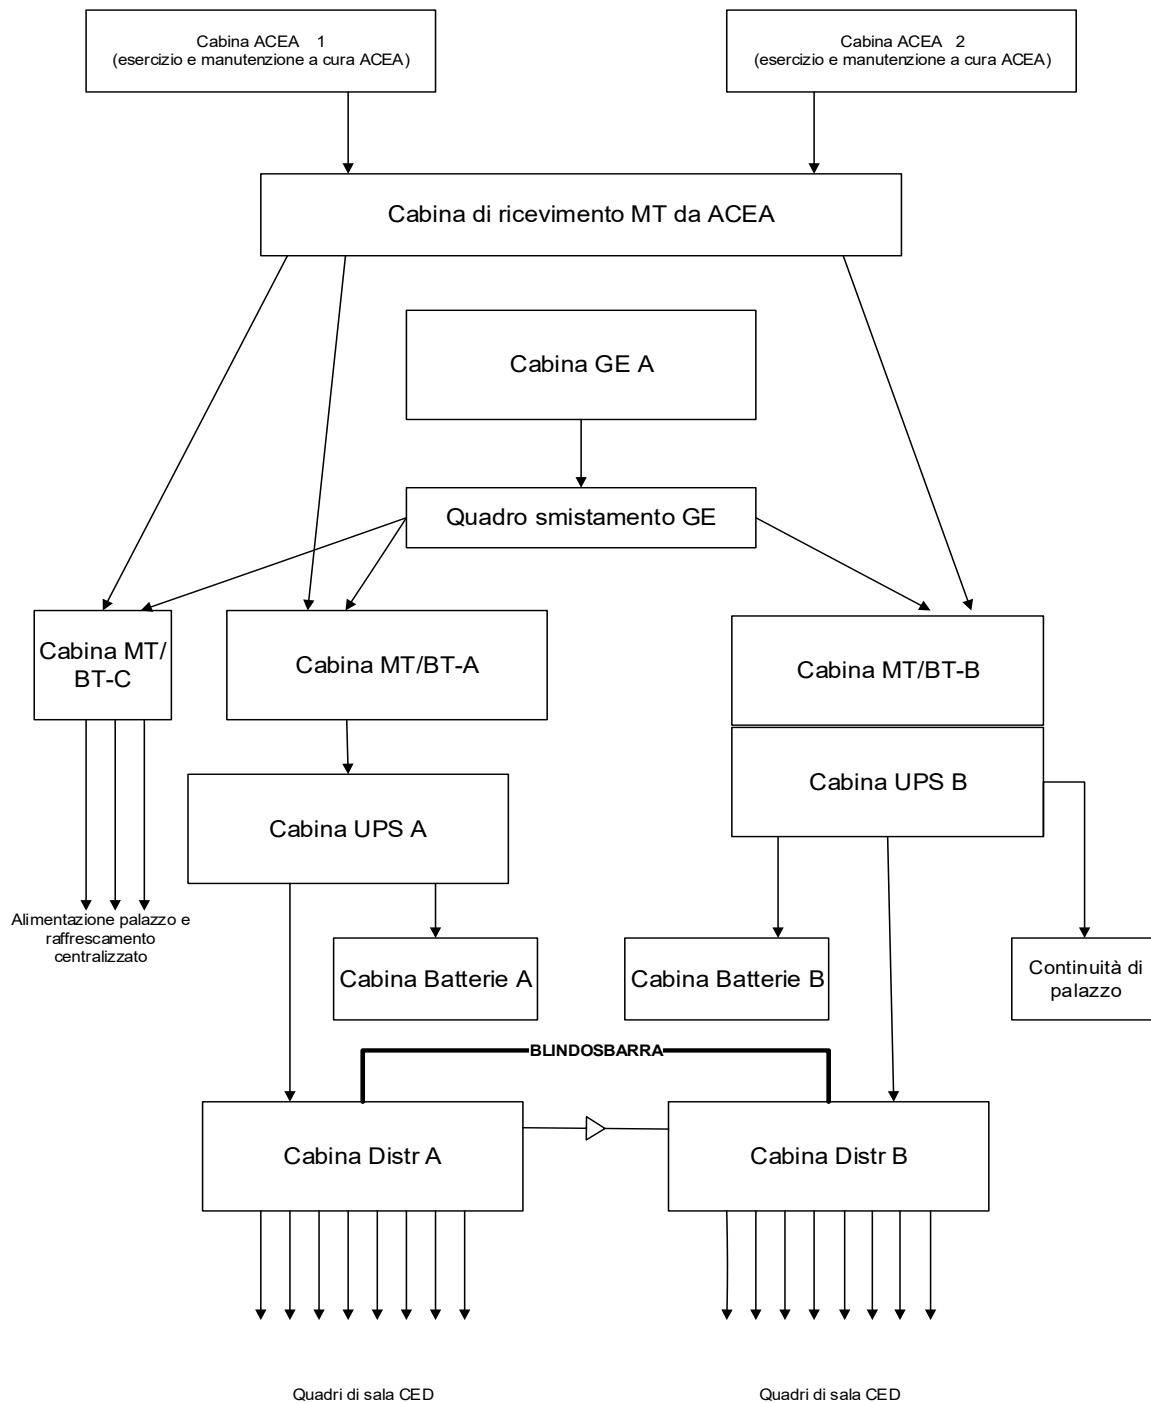 Cabina ACEA 1
(esercizio e manutenzione a cura ACEA)
Cabina ACEA 2
(esercizio e manutenzione a cura ACEA)
Cabina di ricevimento MT da ACEA
Cabina GE A
Quadro smistamento GE
Cabina MT/
BT-C
Cabina MT/BT-A
Cabina MT/BT-B
Cabina UPS B
Cabina UPS A
Alimentazione palazzo e
raffrescamento
centralizzato
Cabina Batterie A
Cabina Batterie B
Continuità di
palazzo
BLINDOSBARRA
Cabina Distr A
Cabina Distr B
Quadri di sala CED
Quadri di sala CED